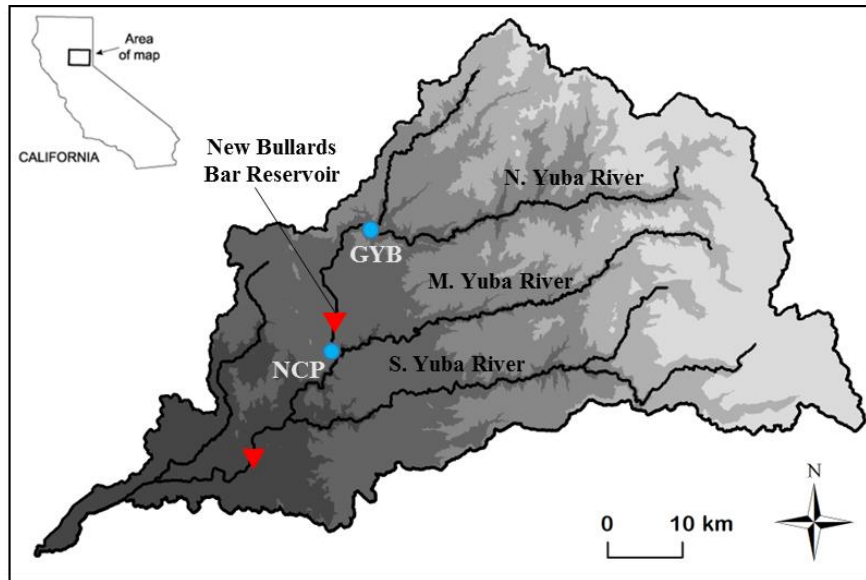 Area
of map
CALIFORNIA
New Bullards
Bar Reservoir
N. Yuba River
GYB
M. Yuba River
NCP
S. Yuba River
N
0 10 km